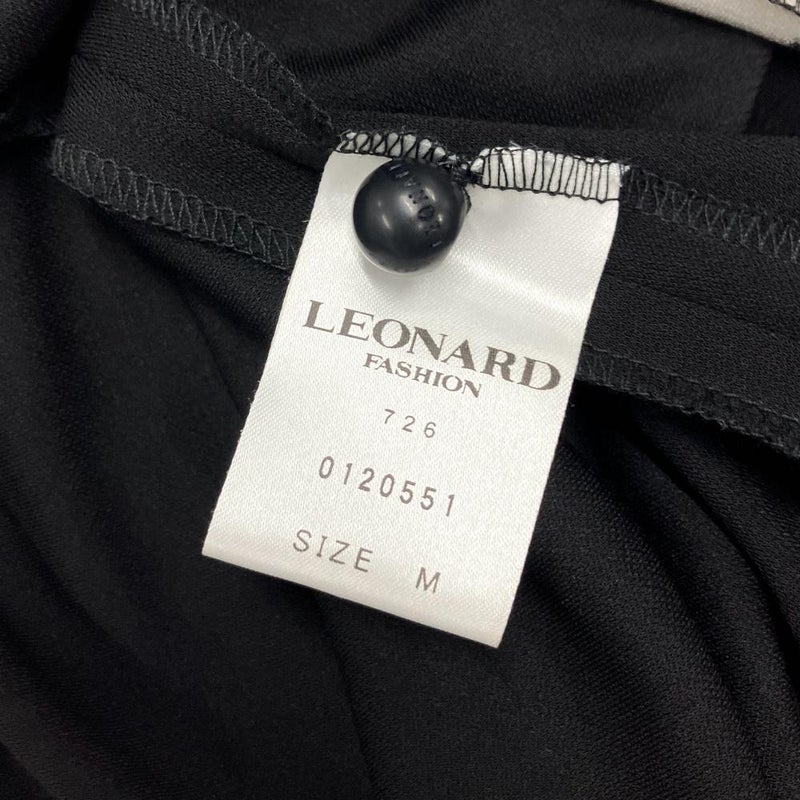 LEONARD
FASHION
726
0120551
SIZE M